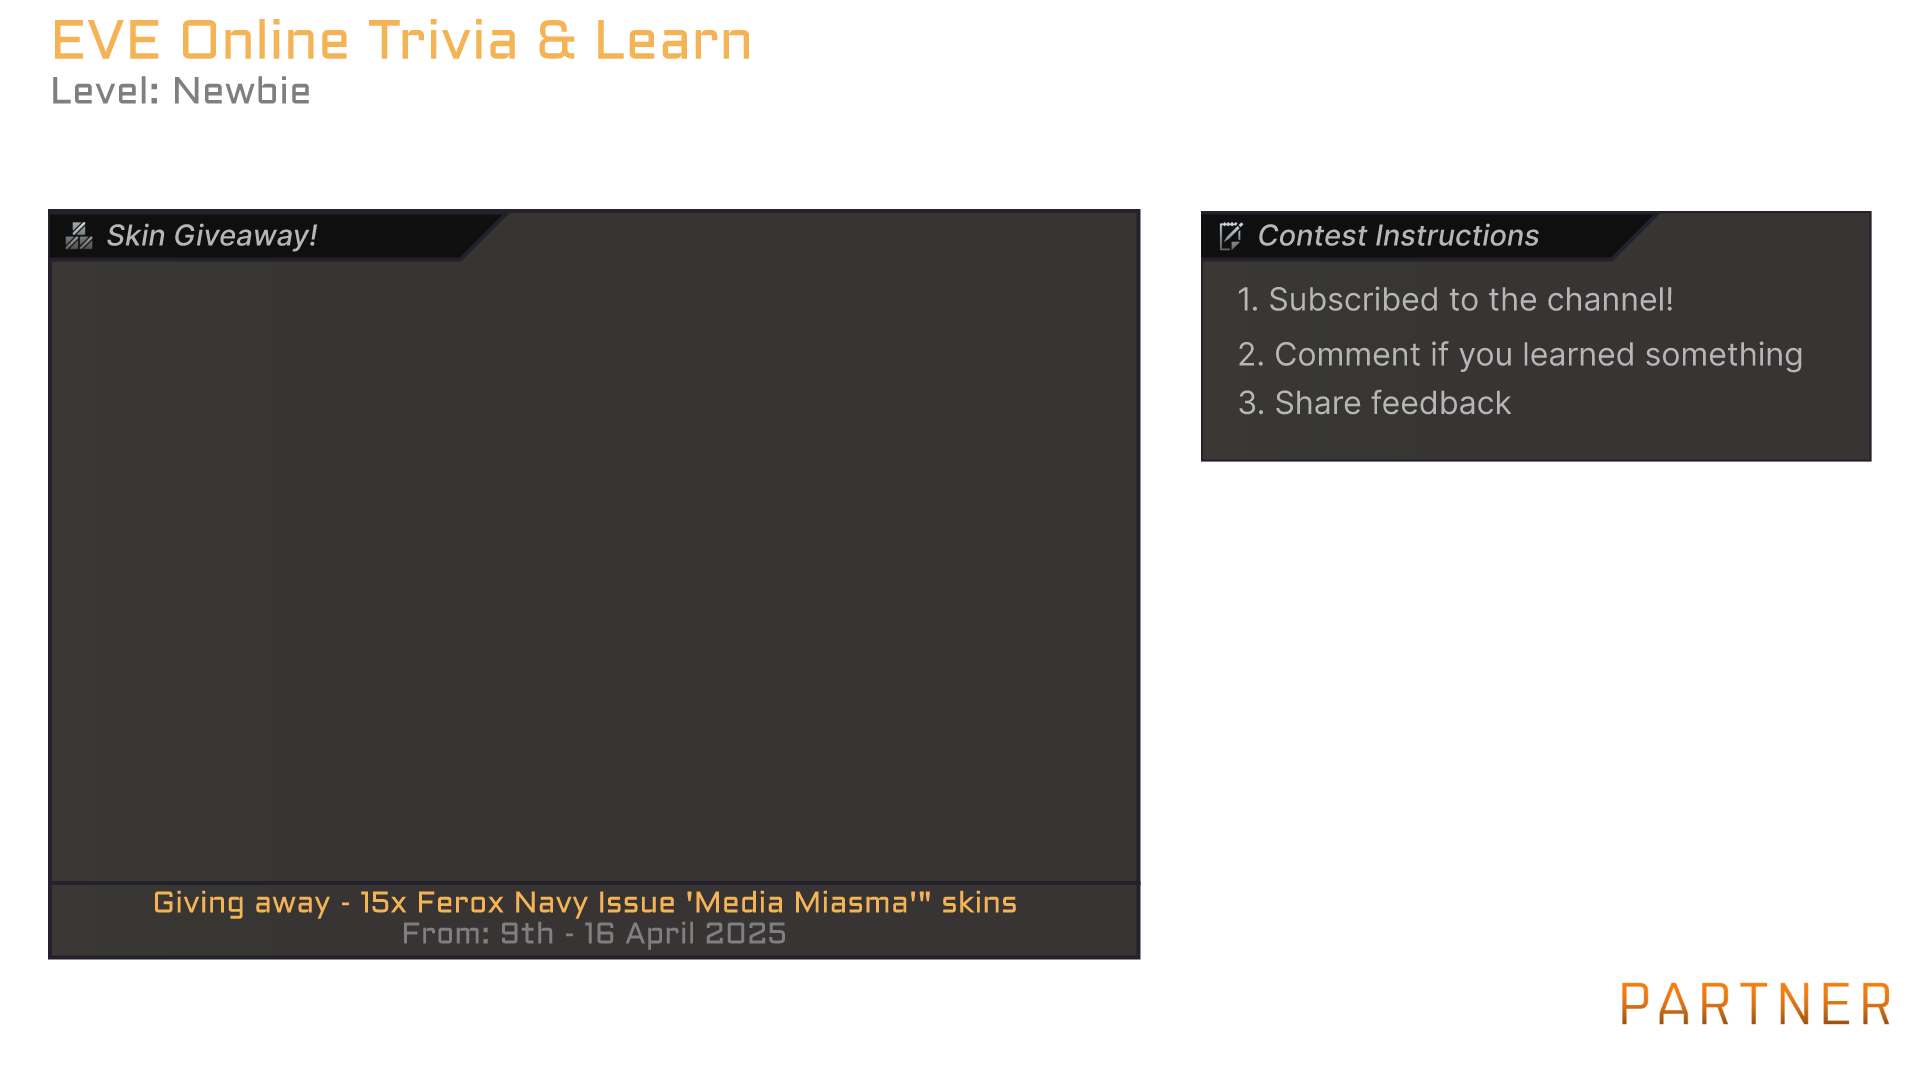 EVE Online Trivia & Learn
Level: Newbie
Skin Giveaway!
Giving away - 15x Ferox Navy Issue 'Media Miasma'" skins
From: 9th - 16 April 2025
Contest Instructions
1. Subscribed to the channel!
2. Comment if you learned something
3. Share feedback
PARTNER